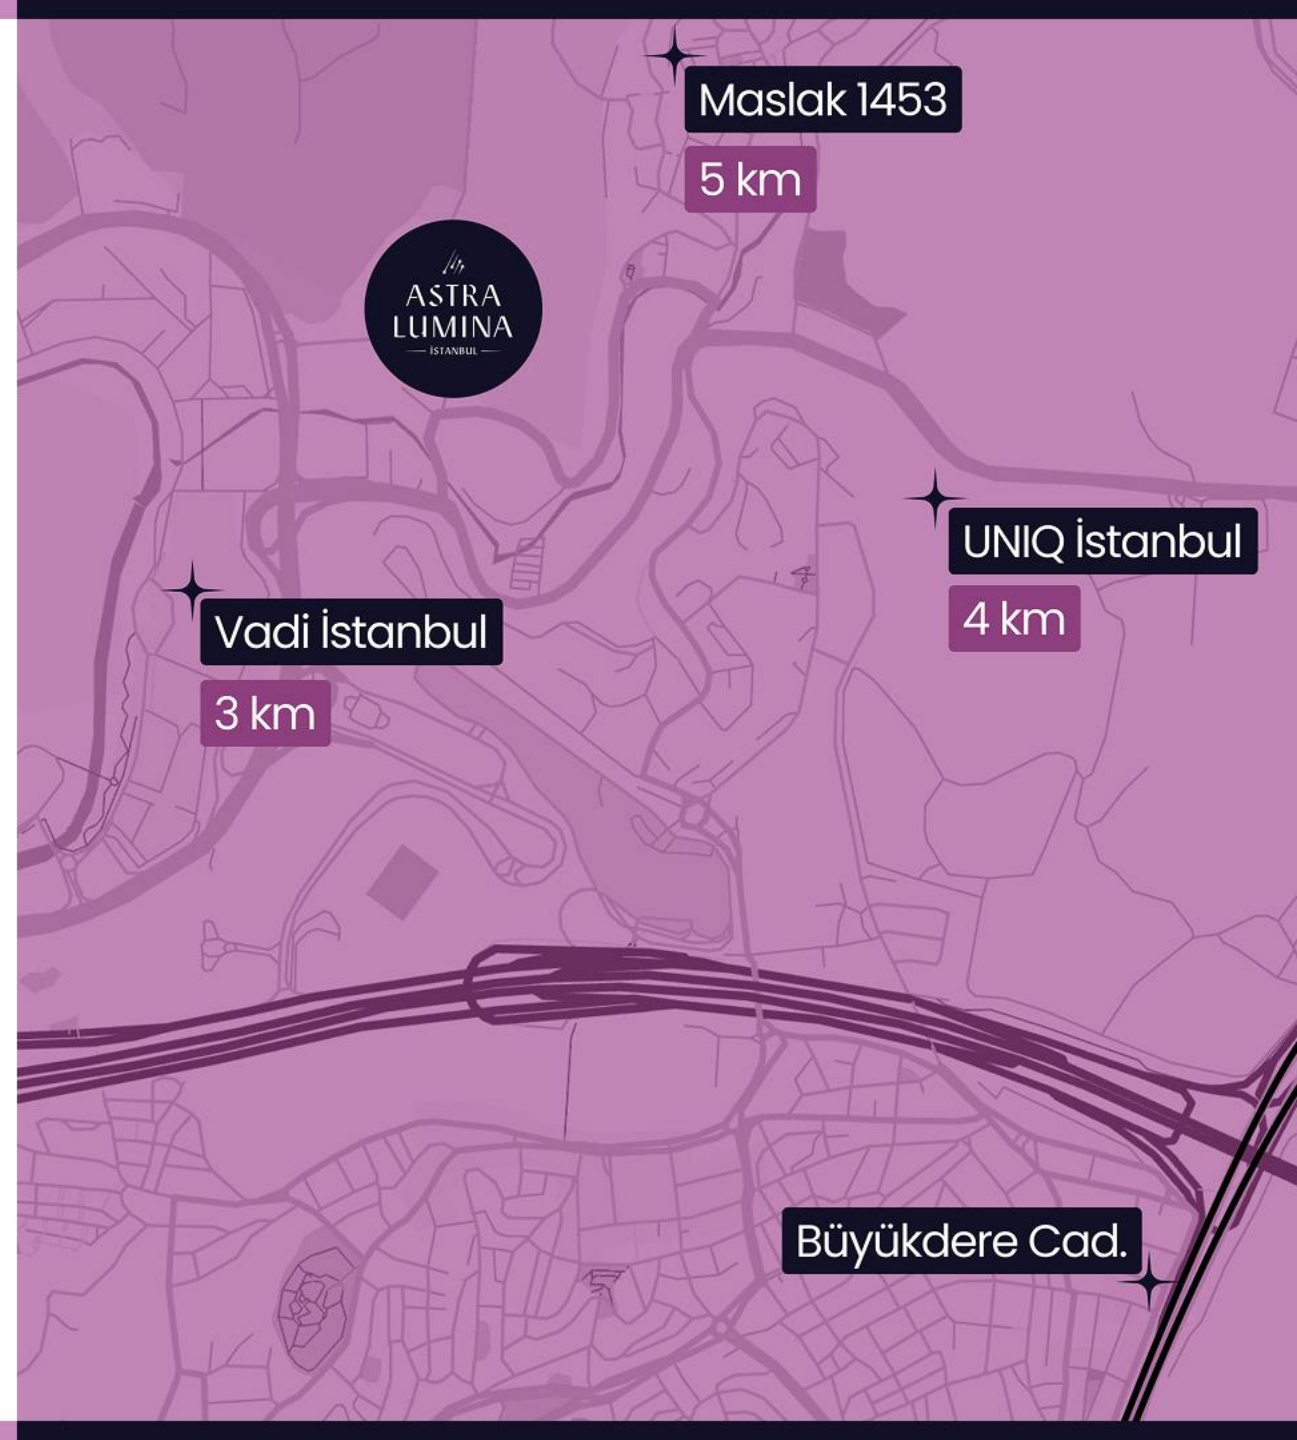 Maslak 1453
5 km
ASTRA
LUMINA
İSTANBUL
UNIQ İstanbul
4 km
Vadi İstanbul
3 km
Büyükdere Cad.